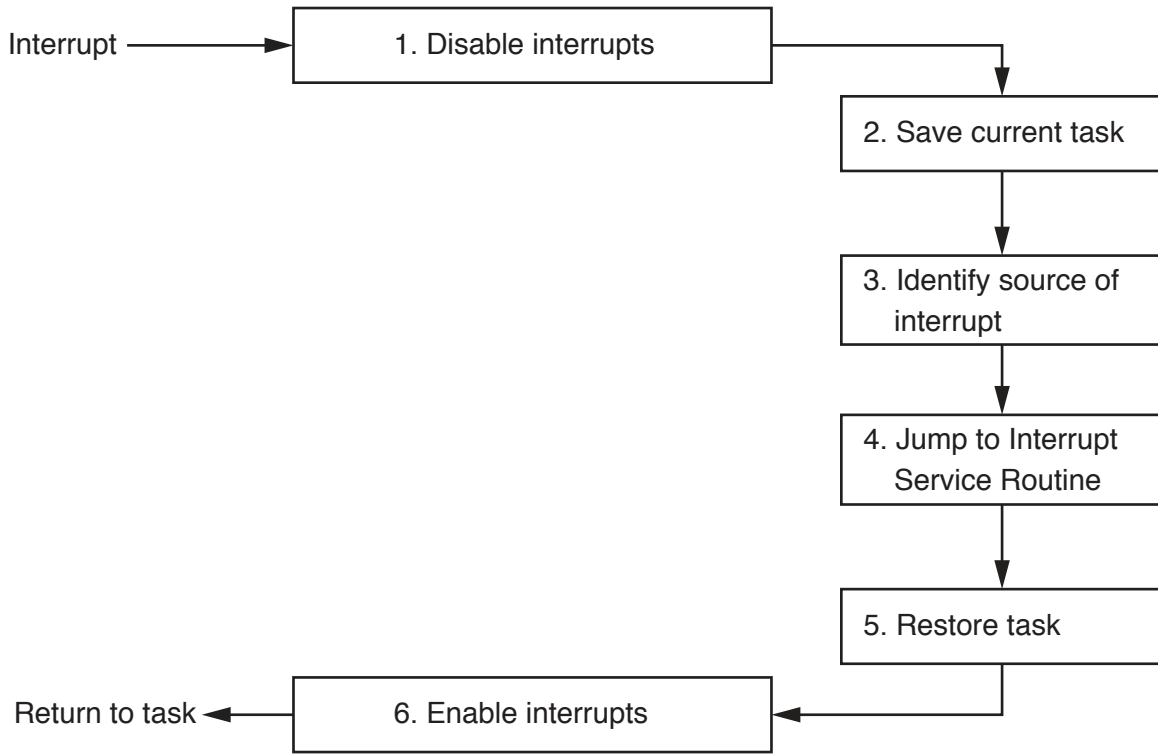 Interrupt
1. Disable interrupts
2. Save current task
3. Identify source of
interrupt
4. Jump to Interrupt
Service Routine
5. Restore task
6. Enable interrupts
Return to task